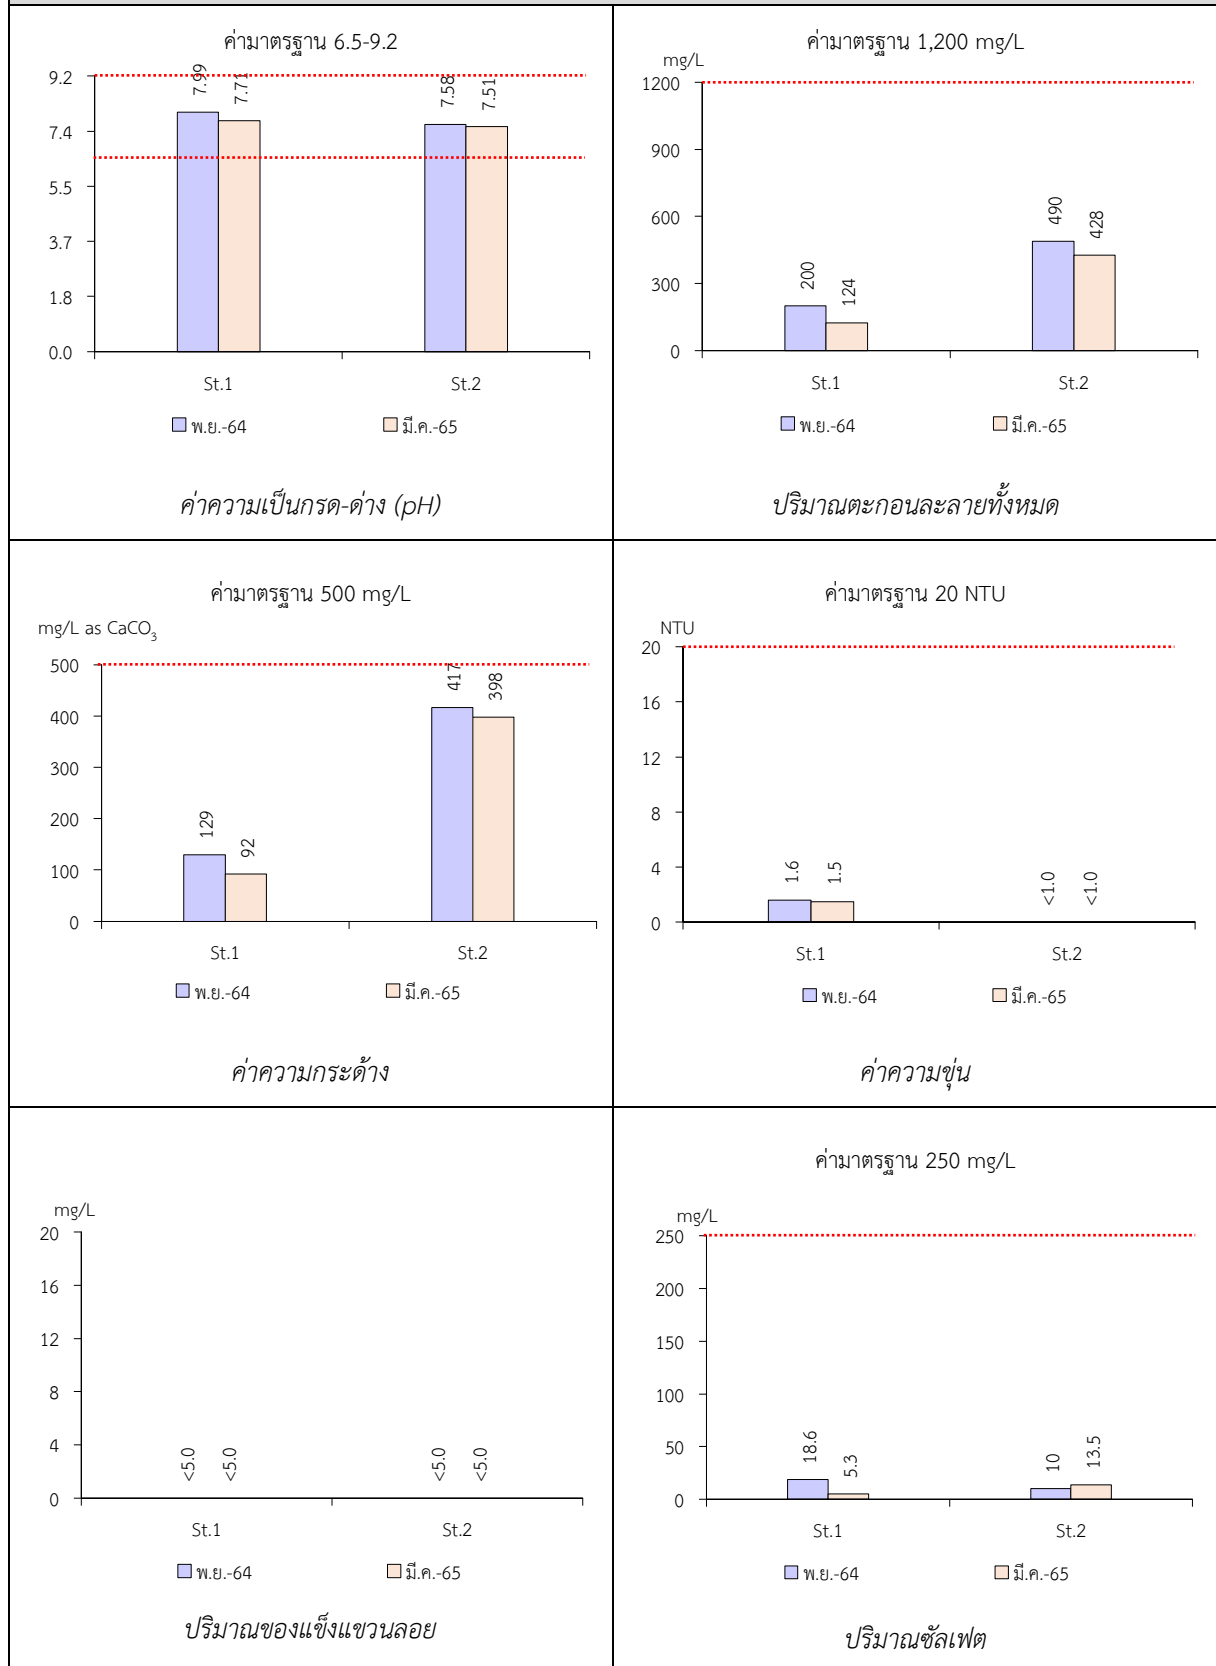 ค่ามาตรฐาน 6.5-9.2
9.2
7.4
5.5
3.7
1.8
0.0
7.99
7.71
7.58
7.51
St.1
St.2
พ.ย.-64
มี.ค.-65
ค่าความเป็นกรด-ด่าง (pH)
ค่ามาตรฐาน 1,200 mg/L
mg/L
1200
900
600
300
0
200
124
490
428
St.1
St.2
พ.ย.-64
มี.ค.-65
ปริมาณตะกอนละลายทั้งหมด
ค่ามาตรฐาน 500 mg/L
mg/L as CaCO₃
500
400
300
200
100
0
129
92
417
398
St.1
St.2
พ.ย.-64
มี.ค.-65
ค่าความกระด้าง
ค่ามาตรฐาน 20 NTU
NTU
20
16
12
8
4
0
1.6
1.5
<1.0
<1.0
St.1
St.2
พ.ย.-64
มี.ค.-65
ค่าความขุ่น
mg/L
20
16
12
8
4
0
<5.0
<5.0
<5.0
<5.0
St.1
St.2
พ.ย.-64
มี.ค.-65
ปริมาณของแข็งแขวนลอย
ค่ามาตรฐาน 250 mg/L
mg/L
250
200
150
100
50
0
18.6
5.3
10
13.5
St.1
St.2
พ.ย.-64
มี.ค.-65
ปริมาณซัลเฟต